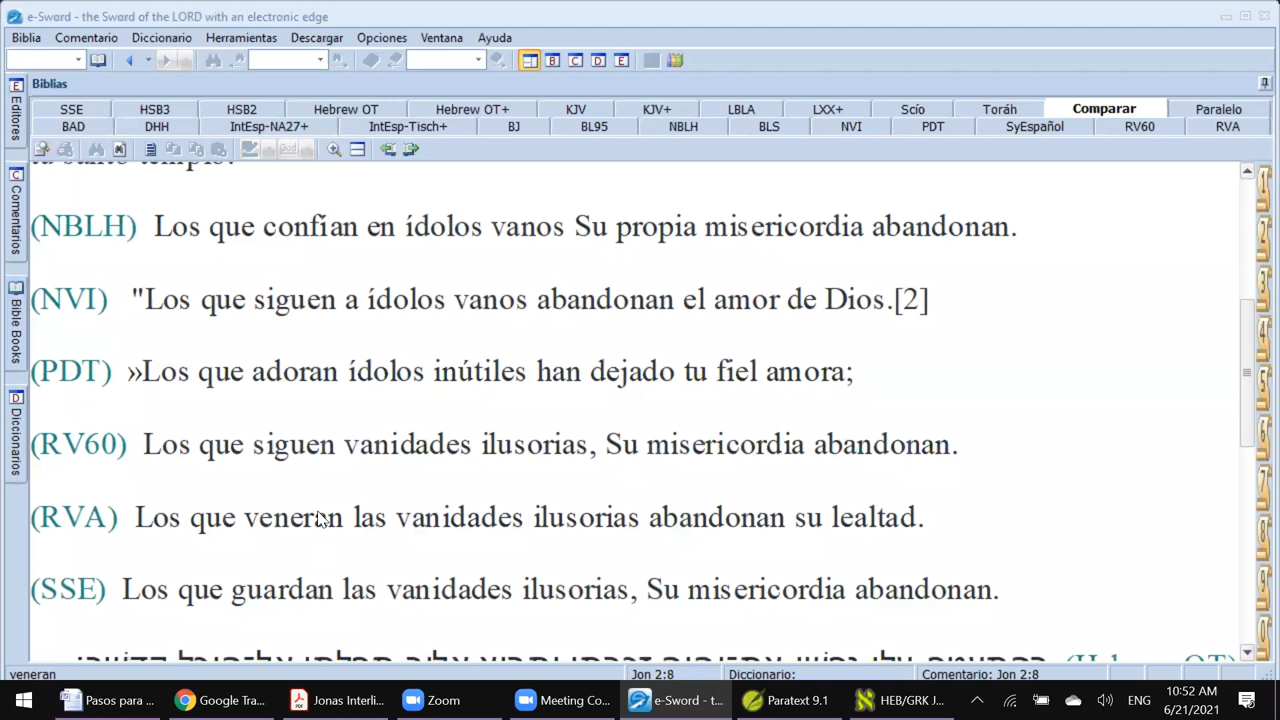 e-Sword - the Sword of the LORD with an electronic edge
Biblia Comentario Diccionario Herramientas Descargar Opciones Ventana Ayuda
B C D E
Biblias
SSE HSB3 HSB2 Hebrew OT Hebrew OT+ KJV KJV+ LBLA LXX+ Scío Toráh Comparar Paralelo
BAD DHH IntEsp-NA27+ IntEsp-Tisch+ BJ BL95 NBLH BLS NVI PDT SyEspañol RV60 RVA
E Editores
C Comentarios
Bible Books
D Diccionarios
tu santo templo.
(NBLH) Los que confían en ídolos vanos Su propia misericordia abandonan.
(NVI) "Los que siguen a ídolos vanos abandonan el amor de Dios.[2]
(PDT) »Los que adoran ídolos inútiles han dejado tu fiel amora;
(RV60) Los que siguen vanidades ilusorias, Su misericordia abandonan.
(RVA) Los que veneran las vanidades ilusorias abandonan su lealtad.
(SSE) Los que guardan las vanidades ilusorias, Su misericordia abandonan.
veneran Jon 2:8 Diccionario: Comentario: Jon 2:8
Pasos para ... Google Tra... Jonas Interli... Zoom Meeting Co... e-Sword - t... Paratext 9.1 HEB/GRK J... ENG 10:52 AM
6/21/2021